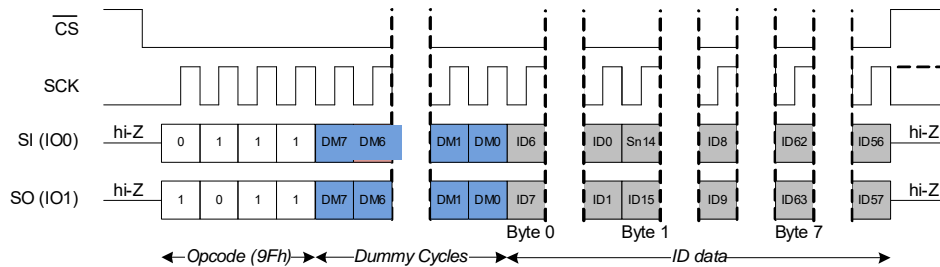 CS
SCK
SI (IO0) hi-Z 0 1 1 1 DM7 DM6 DM1 DM0 ID6 ID0 Sn14 ID8 ID62 ID56 hi-Z
SO (IO1) hi-Z 1 0 1 1 DM7 DM6 DM1 DM0 ID7 ID1 ID15 ID9 ID63 ID57 hi-Z
Byte 0 Byte 1 Byte 7
Opcode (9Fh) Dummy Cycles ID data